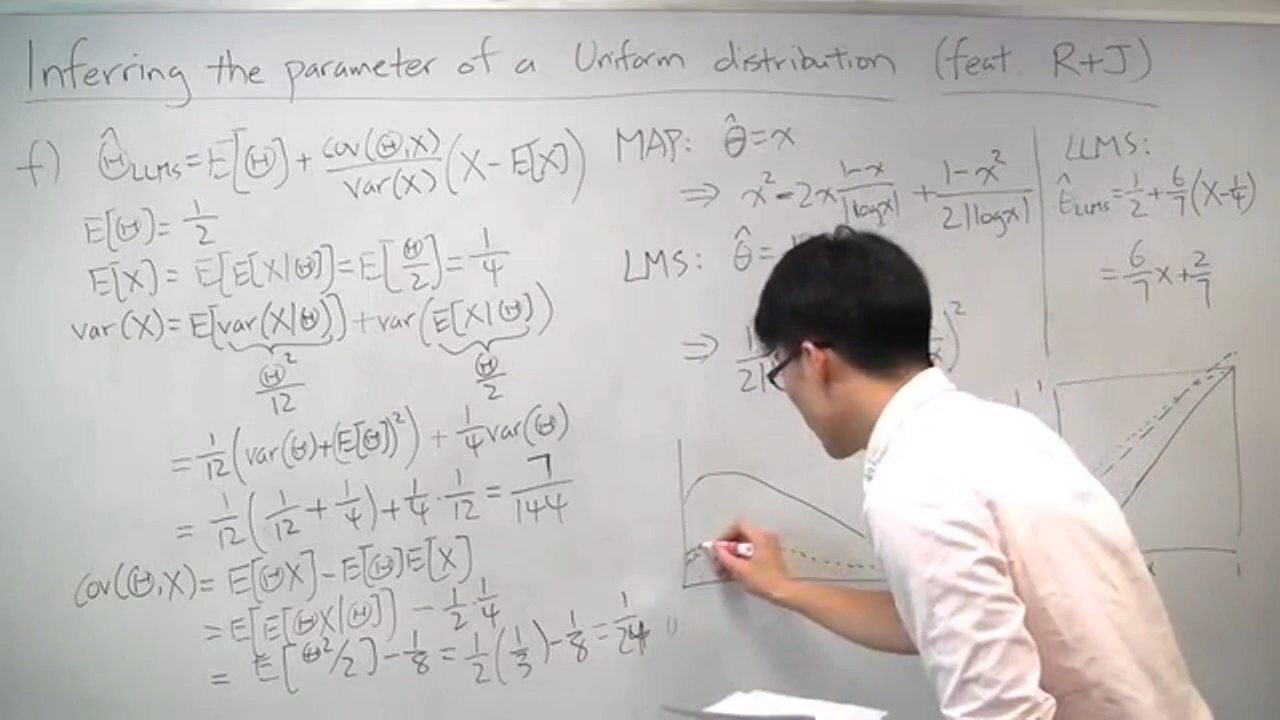 Inferring the parameter of a Uniform distribution (feat. R+J)
f) Θ̂_LLMS = E[Θ] + cov(Θ,X)/var(X) (X - E[X])
E[Θ] = 1/2
E[X] = E[E[X|Θ]] = E[Θ/2] = 1/4
var(X) = E[var(X|Θ)] + var(E[X|Θ])
Θ²/12 Θ/2
= 1/12 (var(Θ) + (E[Θ])²) + 1/4 var(Θ)
= 1/12 (1/12 + 1/4) + 1/4 · 1/12 = 7/144
cov(Θ,X) = E[ΘX] - E[Θ]E[X]
= E[E[ΘX|Θ]] - 1/2 · 1/4
= E[Θ²/2] - 1/8 = 1/2 (1/3) - 1/8 = 1/24
MAP: θ̂ = x
⇒ x² - 2x (1-x)/|log x| + (1-x²)/(2|log x|)
LMS: θ̂ =
⇒
LLMS:
θ̂_LLMS = 1/2 + 6/7 (X - 1/4)
= 6/7 X + 2/7
1
x 1